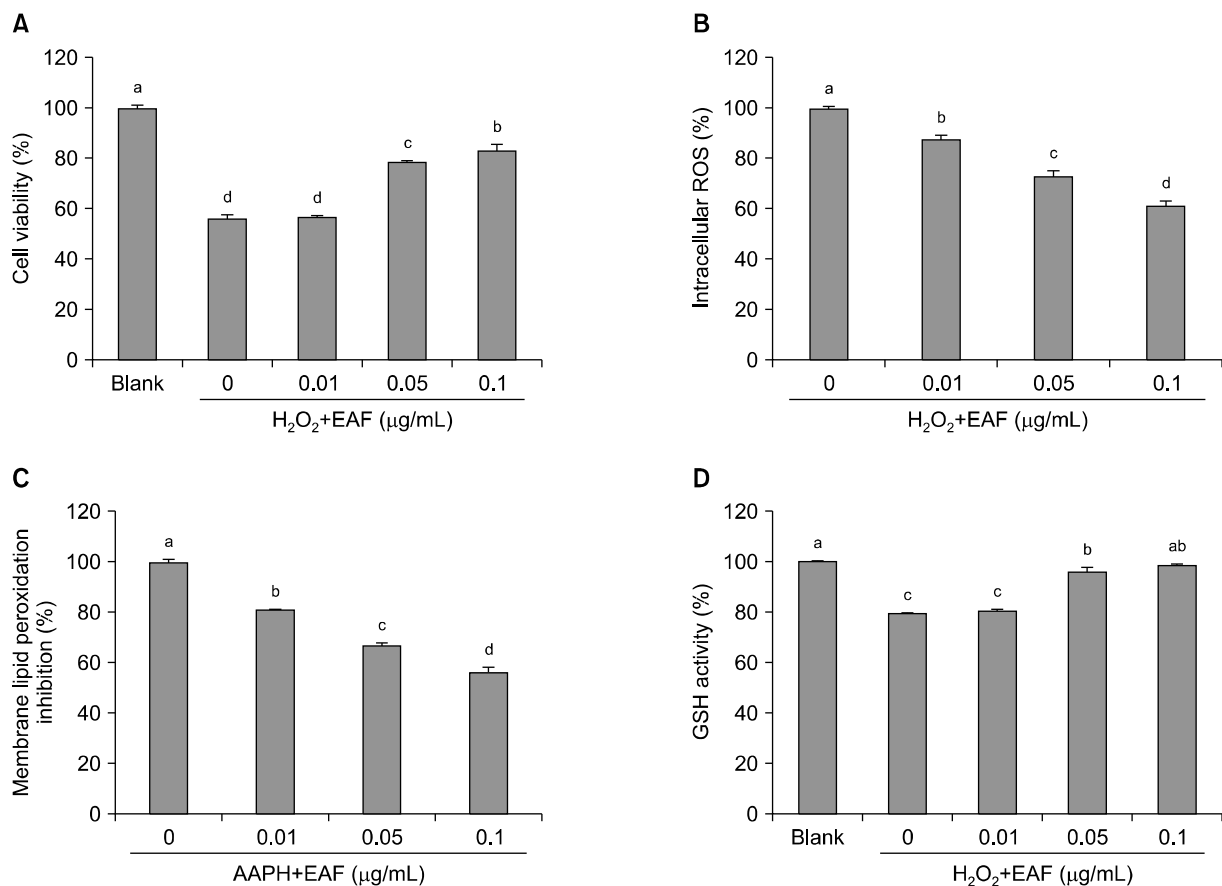 A
Cell viability (%)
120
100
80
60
40
20
0
a
d
d
c
b
Blank
0
0.01
0.05
0.1
H₂O₂+EAF (μg/mL)
B
Intracellular ROS (%)
120
100
80
60
40
20
0
a
b
c
d
0
0.01
0.05
0.1
H₂O₂+EAF (μg/mL)
C
Membrane lipid peroxidation
inhibition (%)
120
100
80
60
40
20
0
a
b
c
d
0
0.01
0.05
0.1
AAPH+EAF (μg/mL)
D
GSH activity (%)
120
100
80
60
40
20
0
a
c
c
b
ab
Blank
0
0.01
0.05
0.1
H₂O₂+EAF (μg/mL)